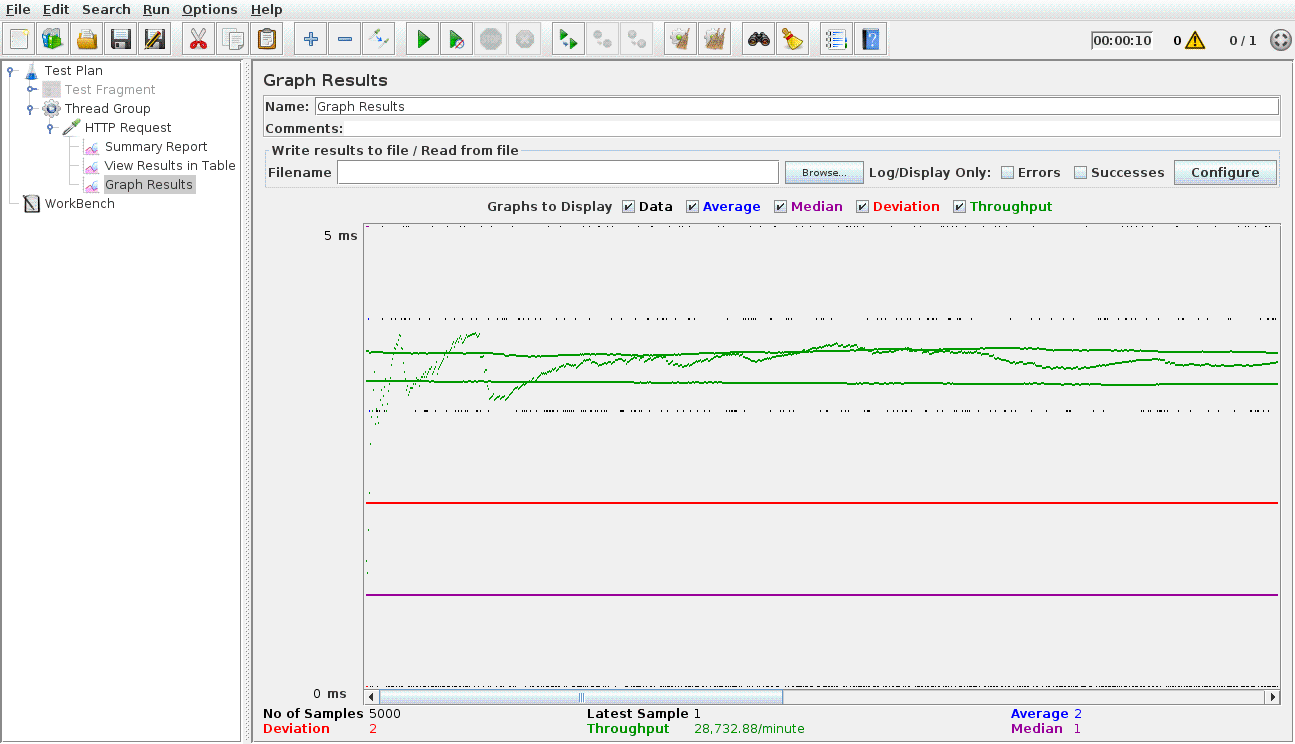 File Edit Search Run Options Help
00:00:10 0 0 / 1
Test Plan
Test Fragment
Thread Group
HTTP Request
Summary Report
View Results in Table
Graph Results
WorkBench
Graph Results
Name: Graph Results
Comments:
Write results to file / Read from file
Filename Browse... Log/Display Only: Errors Successes Configure
Graphs to Display Data Average Median Deviation Throughput
5 ms
0 ms
No of Samples 5000 Latest Sample 1 Average 2
Deviation 2 Throughput 28,732.88/minute Median 1